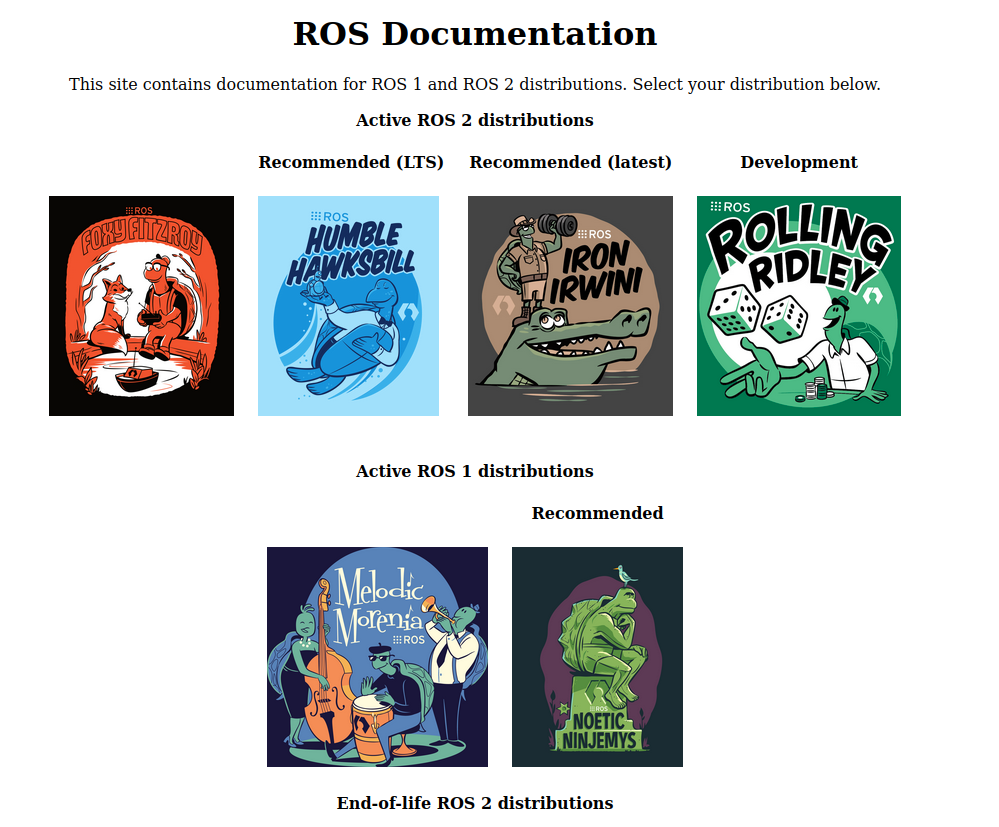 ROS Documentation
This site contains documentation for ROS 1 and ROS 2 distributions. Select your distribution below.
Active ROS 2 distributions
Recommended (LTS)
Recommended (latest)
Development
ROS
FOXY FITZROY
ROS
HUMBLE
HAWKSBILL
ROS
IRON
IRWINI
ROS
ROLLING
RIDLEY
Active ROS 1 distributions
Recommended
Melodic
Morenia
ROS
ROS
NOETIC
NINJEMYS
End-of-life ROS 2 distributions